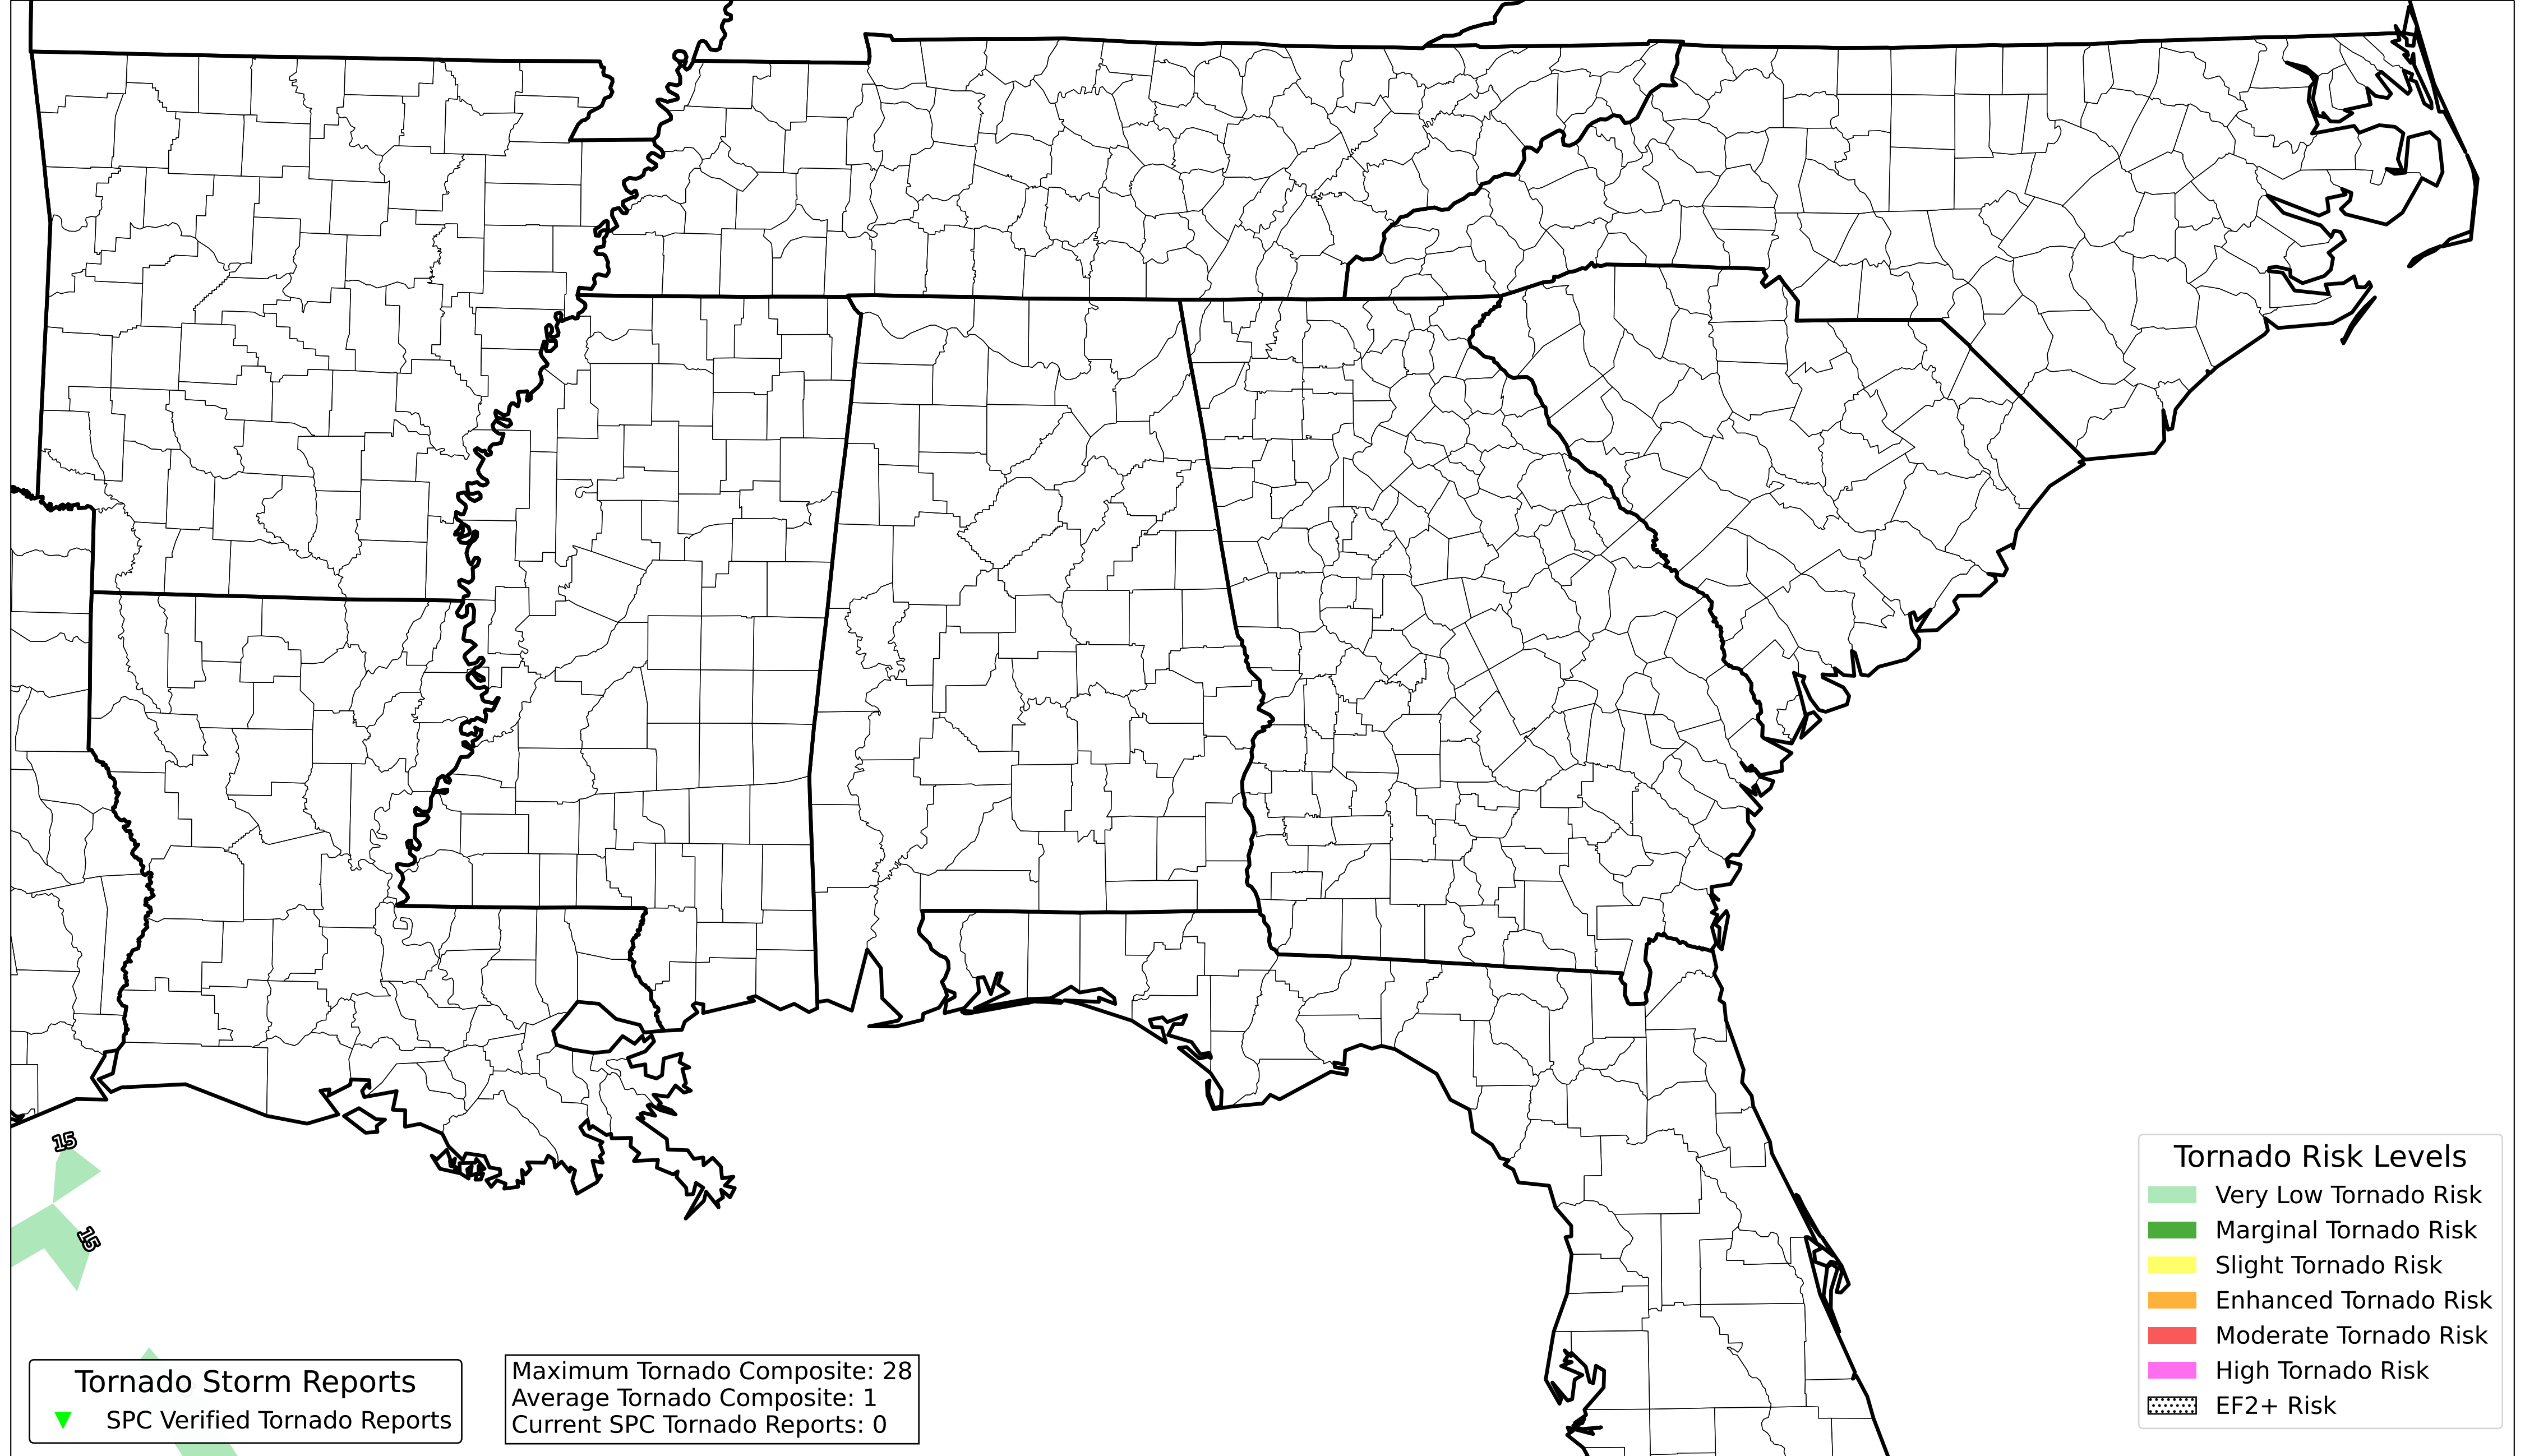 15
15
Tornado Storm Reports
SPC Verified Tornado Reports
Maximum Tornado Composite: 28
Average Tornado Composite: 1
Current SPC Tornado Reports: 0
Tornado Risk Levels
Very Low Tornado Risk
Marginal Tornado Risk
Slight Tornado Risk
Enhanced Tornado Risk
Moderate Tornado Risk
High Tornado Risk
EF2+ Risk